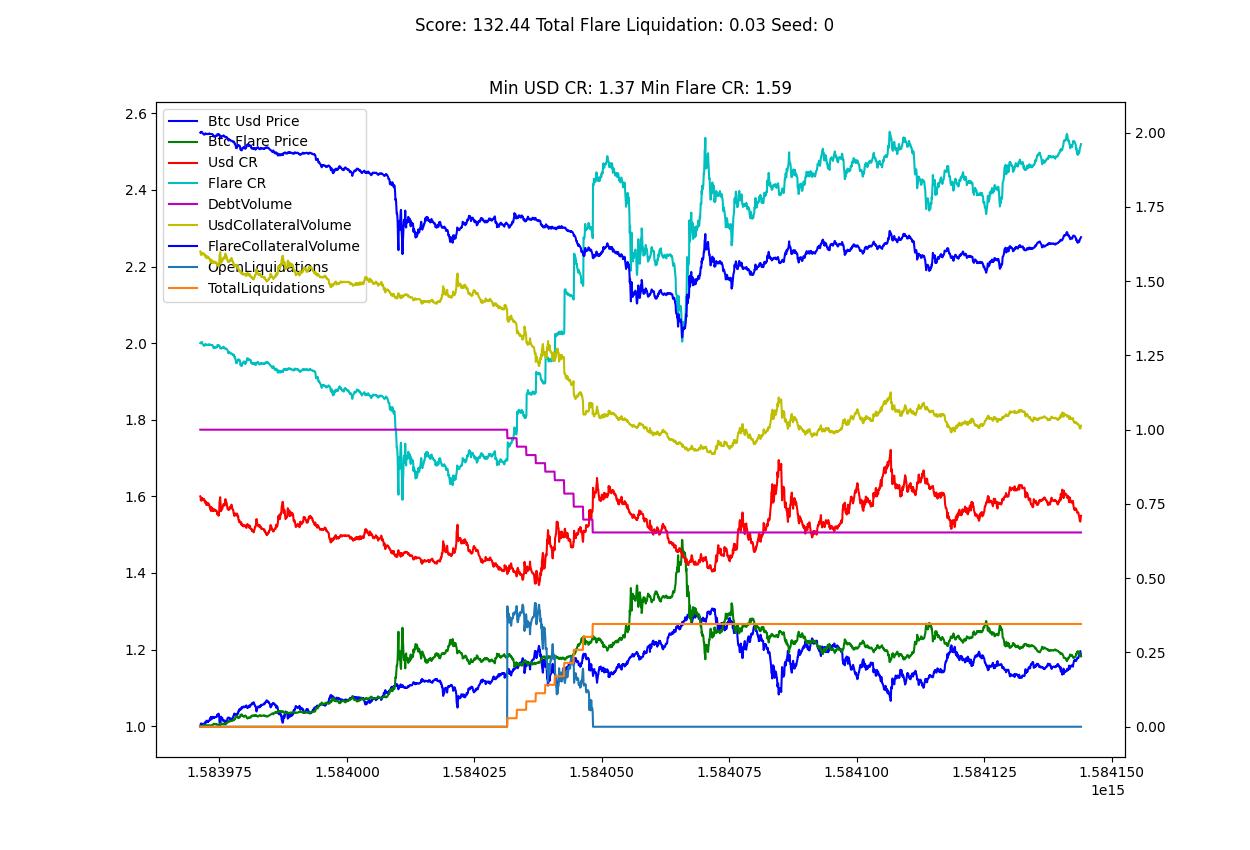 Score: 132.44 Total Flare Liquidation: 0.03 Seed: 0
Min USD CR: 1.37 Min Flare CR: 1.59
Btc Usd Price
Btc Flare Price
Usd CR
Flare CR
DebtVolume
UsdCollateralVolume
FlareCollateralVolume
OpenLiquidations
TotalLiquidations
2.6
2.4
2.2
2.0
1.8
1.6
1.4
1.2
1.0
2.00
1.75
1.50
1.25
1.00
0.75
0.50
0.25
0.00
1.583975 1.584000 1.584025 1.584050 1.584075 1.584100 1.584125 1.584150
1e15